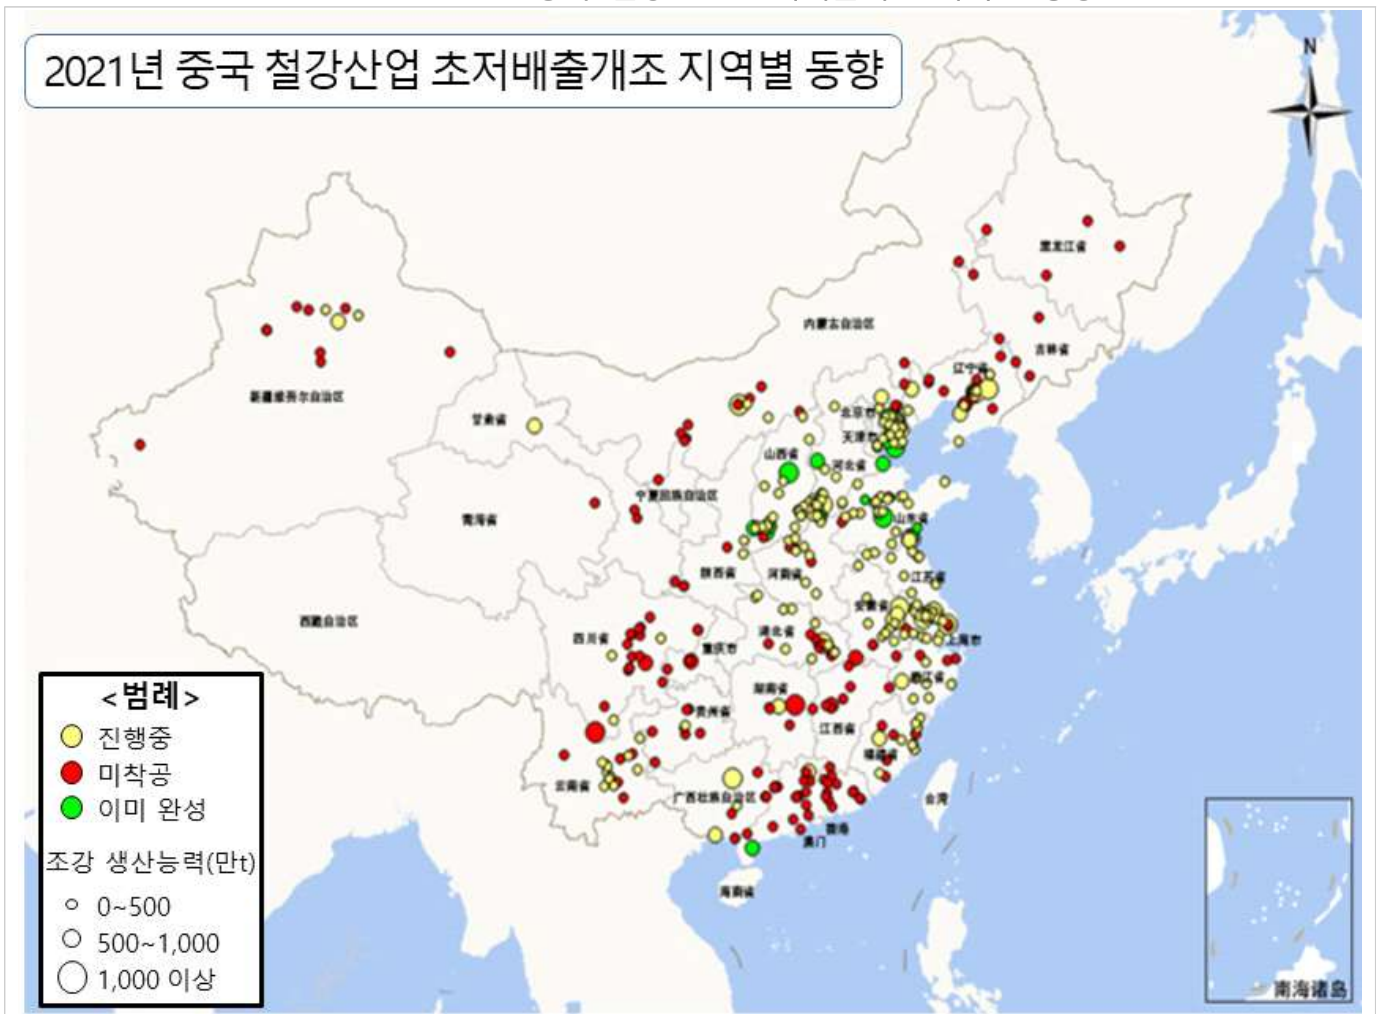 2021년 중국 철강산업 초저배출개조 지역별 동향
N
黑龙江省
内蒙古自治区
吉林省
辽宁省
新疆维吾尔自治区
甘肃省
北京市
天津市
山西省
河北省
宁夏回族自治区
青海省
山东省
陕西省
河南省
江苏省
西藏自治区
安徽省
四川省
湖北省
上海市
重庆市
浙江省
湖南省
贵州省
江西省
福建省
云南省
广西壮族自治区
台湾
香港
澳门
海南省
南海诸岛
<범례>
진행중
미착공
이미 완성
조강 생산능력(만t)
0~500
500~1,000
1,000 이상